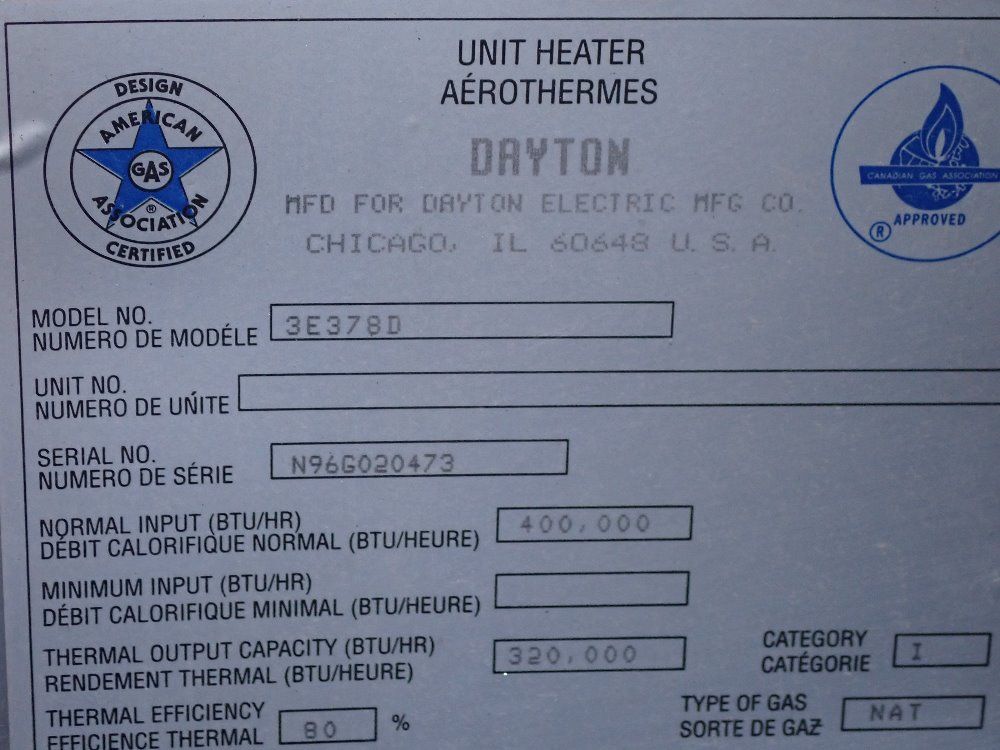 UNIT HEATER
AÉROTHERMES
DESIGN
AMERICAN
GAS
ASSOCIATION
®
CERTIFIED
DAYTON
MFD FOR DAYTON ELECTRIC MFG CO.
CHICAGO, IL 60648 U.S.A.
CANADIAN GAS ASSOCIATION
® APPROVED
MODEL NO.
NUMERO DE MODÉLE
3E378D
UNIT NO.
NUMERO DE UŃITE
SERIAL NO.
NUMERO DE SÉRIE
N96G020473
NORMAL INPUT (BTU/HR)
DÉBIT CALORIFIQUE NORMAL (BTU/HEURE)
400,000
MINIMUM INPUT (BTU/HR)
DÉBIT CALORIFIQUE MINIMAL (BTU/HEURE)
THERMAL OUTPUT CAPACITY (BTU/HR)
RENDEMENT THERMAL (BTU/HEURE)
320,000
CATEGORY
CATÉGORIE
I
THERMAL EFFICIENCY
EFFICIENCE THERMAL
80 %
TYPE OF GAS
SORTE DE GAZ
NAT